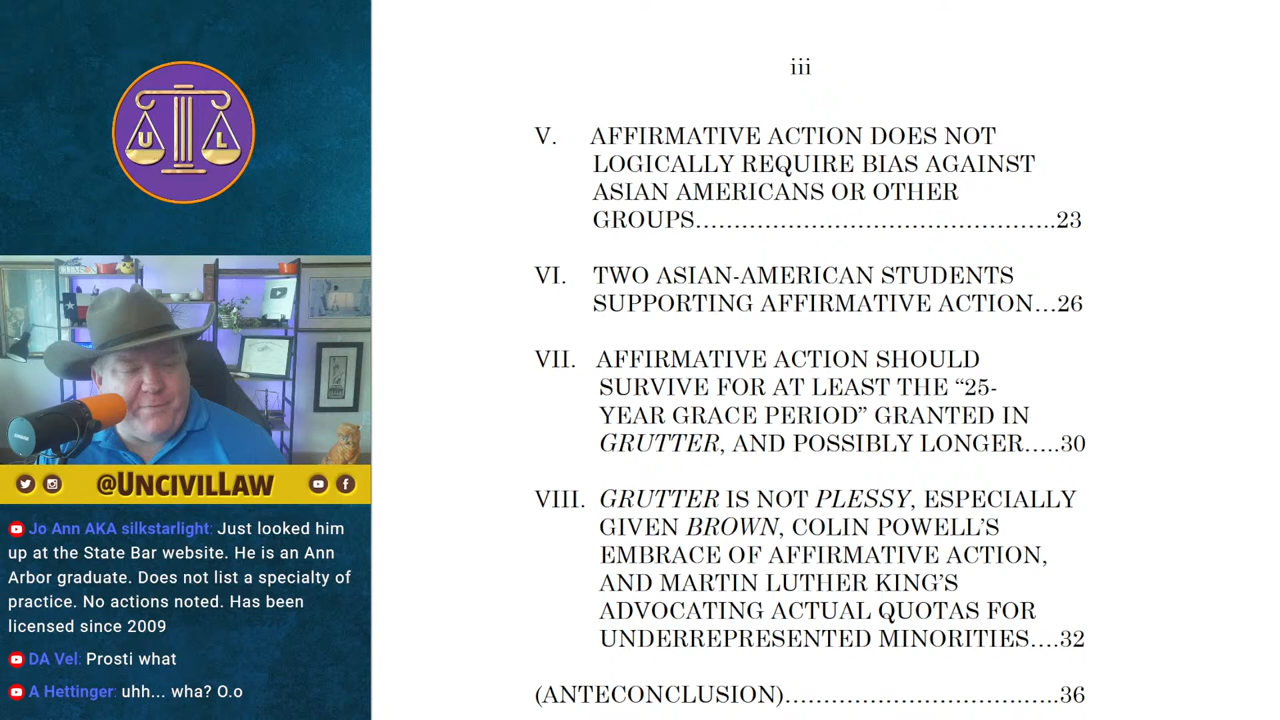 U L
@UNCIVILLAW
Jo Ann AKA silkstarlight: Just looked him
up at the State Bar website. He is an Ann
Arbor graduate. Does not list a specialty of
practice. No actions noted. Has been
licensed since 2009
DA Vel: Prosti what
A Hettinger: uhh... wha? O.o
iii
V. AFFIRMATIVE ACTION DOES NOT
LOGICALLY REQUIRE BIAS AGAINST
ASIAN AMERICANS OR OTHER
GROUPS………………………………………..23
VI. TWO ASIAN-AMERICAN STUDENTS
SUPPORTING AFFIRMATIVE ACTION…26
VII. AFFIRMATIVE ACTION SHOULD
SURVIVE FOR AT LEAST THE “25-
YEAR GRACE PERIOD” GRANTED IN
GRUTTER, AND POSSIBLY LONGER…..30
VIII. GRUTTER IS NOT PLESSY, ESPECIALLY
GIVEN BROWN, COLIN POWELL’S
EMBRACE OF AFFIRMATIVE ACTION,
AND MARTIN LUTHER KING’S
ADVOCATING ACTUAL QUOTAS FOR
UNDERREPRESENTED MINORITIES….32
(ANTECONCLUSION)…………………………….…..36